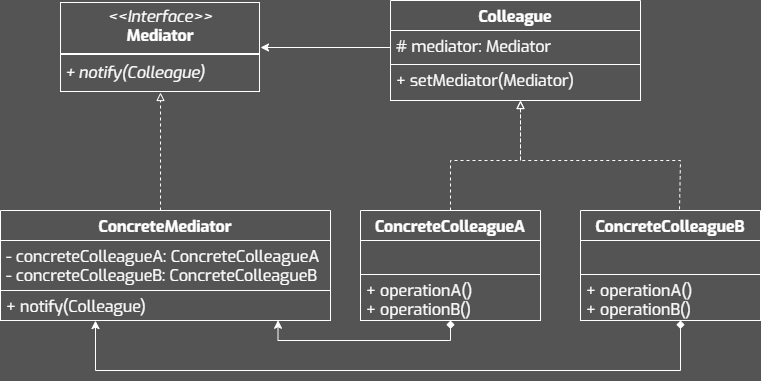 <<Interface>>
Mediator
+ notify(Colleague)
Colleague
# mediator: Mediator
+ setMediator(Mediator)
ConcreteMediator
- concreteColleagueA: ConcreteColleagueA
- concreteColleagueB: ConcreteColleagueB
+ notify(Colleague)
ConcreteColleagueA
+ operationA()
+ operationB()
ConcreteColleagueB
+ operationA()
+ operationB()